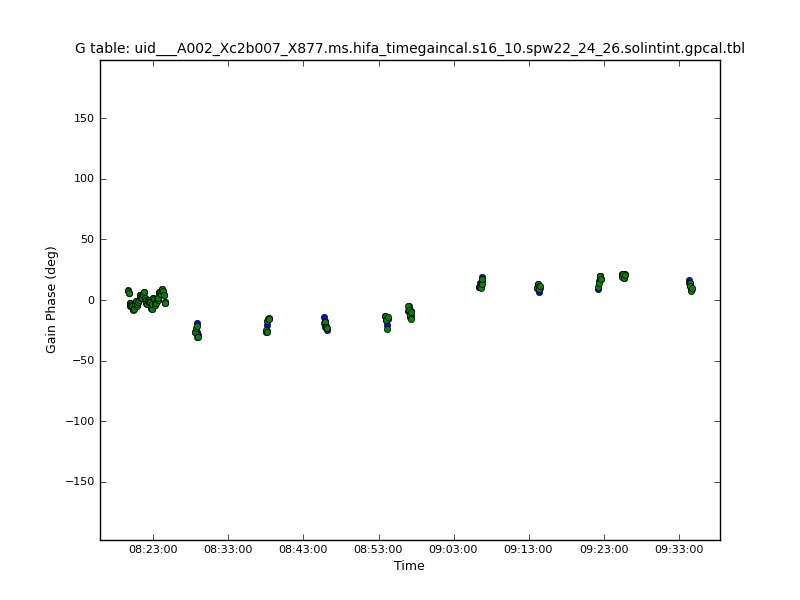 G table: uid___A002_Xc2b007_X877.ms.hifa_timegaincal.s16_10.spw22_24_26.solintint.gpcal.tbl
150
100
50
0
−50
−100
−150
Gain Phase (deg)
08:23:00 08:33:00 08:43:00 08:53:00 09:03:00 09:13:00 09:23:00 09:33:00
Time